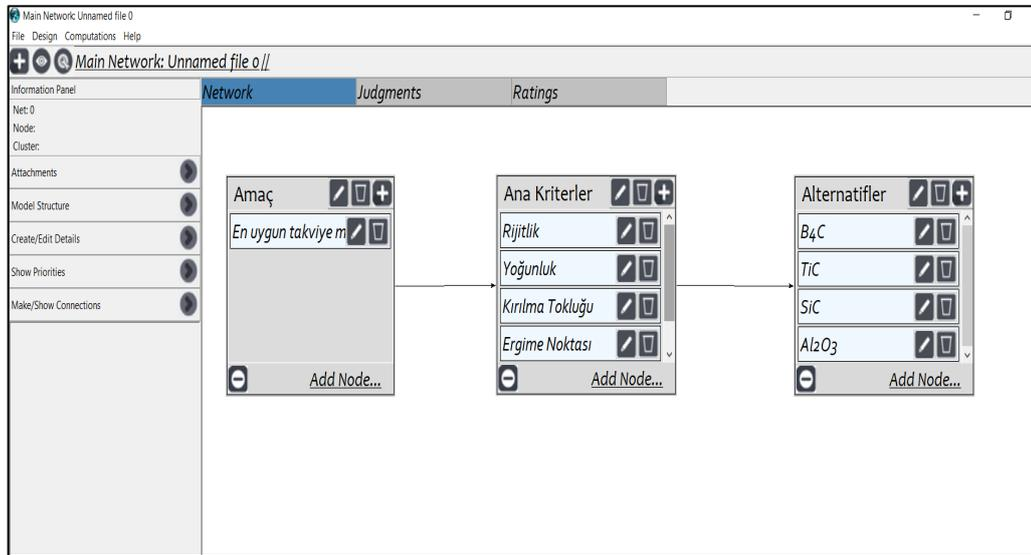 Main Network: Unnamed file 0
File Design Computations Help
Main Network: Unnamed file 0//
Information Panel
Net: 0
Node:
Cluster:
Attachments
Model Structure
Create/Edit Details
Show Priorities
Make/Show Connections
Network Judgments Ratings
Amaç
En uygun takviye m
Add Node...
Ana Kriterler
Rijitlik
Yoğunluk
Kırılma Tokluğu
Ergime Noktası
Add Node...
Alternatifler
B4C
TiC
SiC
Al2O3
Add Node...